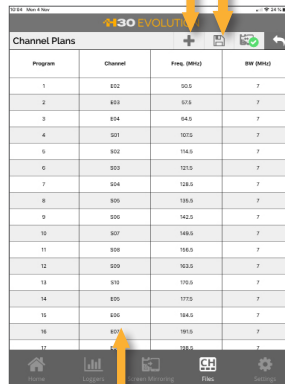 10:54 Mon 4 Nov 24 %
H30 EVOLUTION
Channel Plans
Program Channel Freq. (MHz) BW (MHz)
1 E02 50.5 7
2 E03 57.5 7
3 E04 64.5 7
4 S01 107.5 7
5 S02 114.5 7
6 S03 121.5 7
7 S04 128.5 7
8 S05 135.5 7
9 S06 142.5 7
10 S07 149.5 7
11 S08 156.5 7
12 S09 163.5 7
13 S10 170.5 7
14 E05 177.5 7
15 E06 184.5 7
16 E07 191.5 7
17 198.5 7
Home Loggers Screen Mirroring CH Files Settings